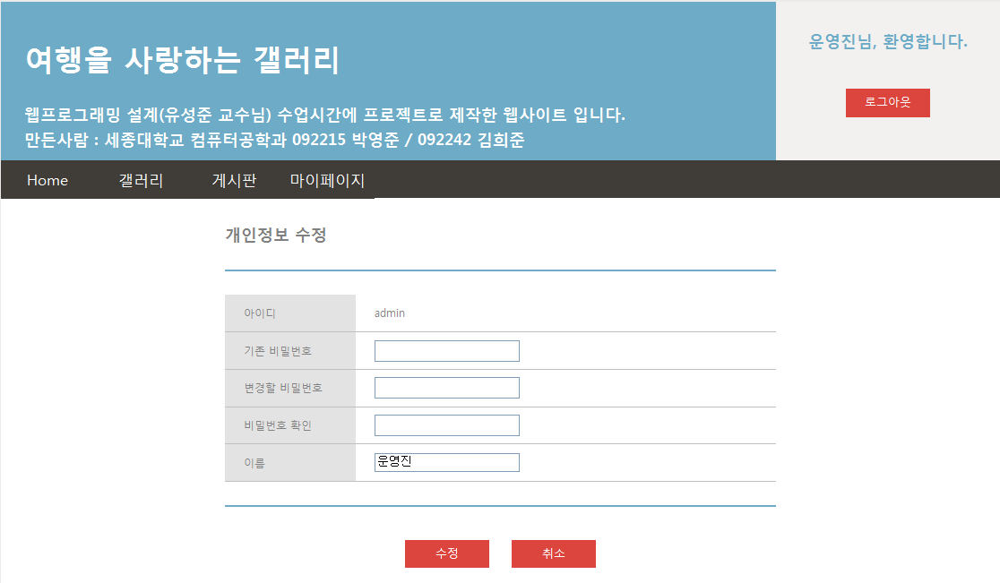 여행을 사랑하는 갤러리
웹프로그래밍 설계(유성준 교수님) 수업시간에 프로젝트로 제작한 웹사이트 입니다.
만든사람 : 세종대학교 컴퓨터공학과 092215 박영준 / 092242 김희준
운영진님, 환영합니다.
로그아웃
Home 갤러리 게시판 마이페이지
개인정보 수정
아이디 admin
기존 비밀번호
변경할 비밀번호
비밀번호 확인
이름 운영진
수정 취소